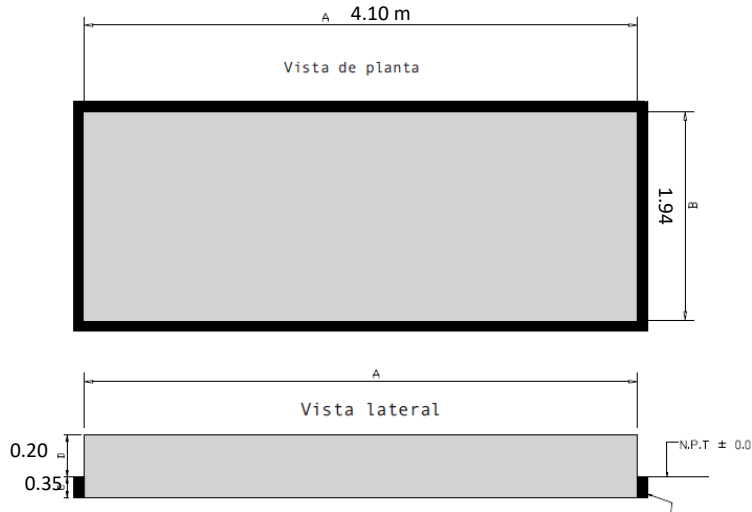 A 4.10 m
Vista de planta
1.94 B
A
Vista lateral
0.20 D
N.P.T ± 0.0
0.35 C